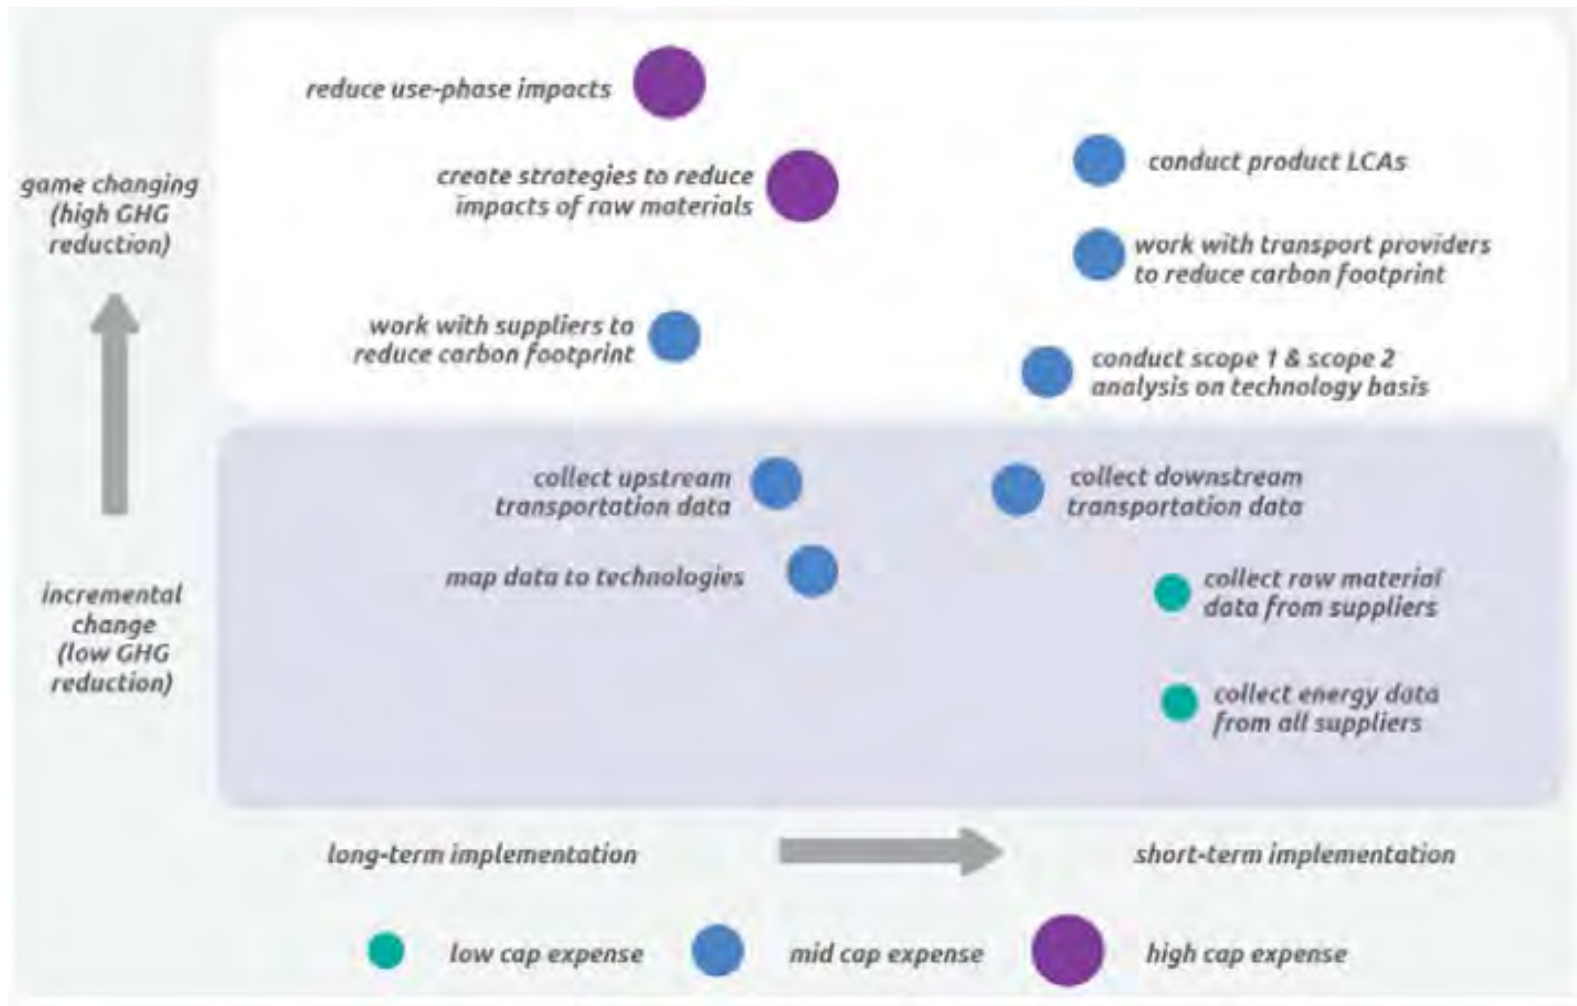 reduce use-phase impacts
create strategies to reduce
impacts of raw materials
conduct product LCAs
game changing
(high GHG
reduction)
work with transport providers
to reduce carbon footprint
work with suppliers to
reduce carbon footprint
conduct scope 1 & scope 2
analysis on technology basis
collect upstream
transportation data
collect downstream
transportation data
map data to technologies
collect raw material
data from suppliers
incremental
change
(low GHG
reduction)
collect energy data
from all suppliers
long-term implementation
short-term implementation
low cap expense
mid cap expense
high cap expense